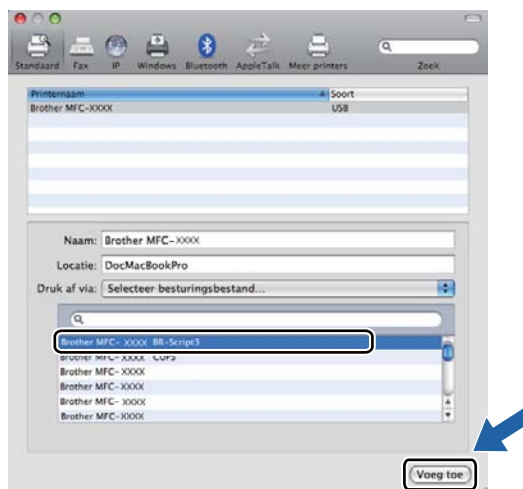 Standaard Fax IP Windows Bluetooth AppleTalk Meer printers Zoek
Printernaam Soort
Brother MFC-XXXX USB
Naam: Brother MFC-XXXX
Locatie: DocMacBookPro
Druk af via: Selecteer besturingsbestand...
Brother MFC- XXXX BR-Script3
Brother MFC- XXXX CUPS
Brother MFC- XXXX
Brother MFC-XXXX
Brother MFC- XXXX
Brother MFC-XXXX
Voeg toe